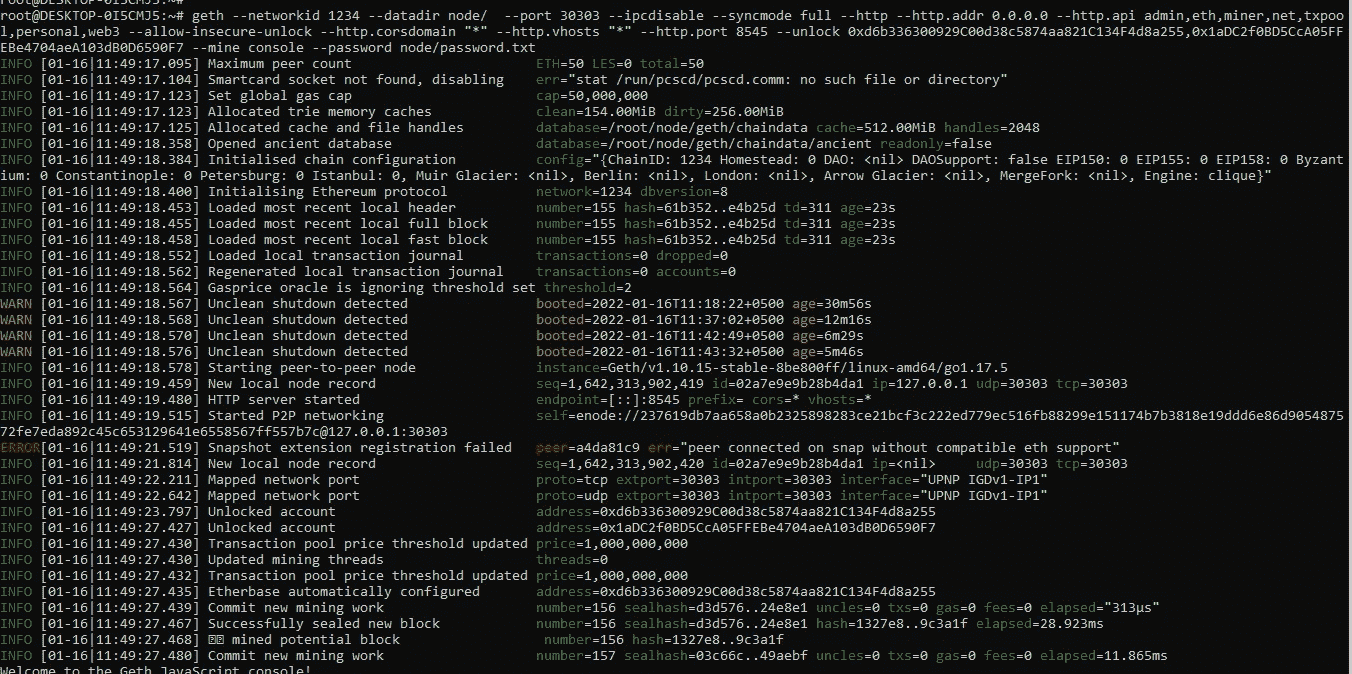 root@DESKTOP-0I5CMJ5:~#
root@DESKTOP-0I5CMJ5:~# geth --networkid 1234 --datadir node/  --port 30303 --ipcdisable --syncmode full --http --http.addr 0.0.0.0 --http.api admin,eth,miner,net,txpoo
l,personal,web3 --allow-insecure-unlock --http.corsdomain "*" --http.vhosts "*" --http.port 8545 --unlock 0xd6b336300929C00d38c5874aa821C134F4d8a255,0x1aDC2f0BD5CcA05FF
EBe4704aeA103dB0D6590F7 --mine console --password node/password.txt
INFO [01-16|11:49:17.095] Maximum peer count                       ETH=50 LES=0 total=50
INFO [01-16|11:49:17.104] Smartcard socket not found, disabling    err="stat /run/pcscd/pcscd.comm: no such file or directory"
INFO [01-16|11:49:17.123] Set global gas cap                       cap=50,000,000
INFO [01-16|11:49:17.123] Allocated trie memory caches             clean=154.00MiB dirty=256.00MiB
INFO [01-16|11:49:17.125] Allocated cache and file handles         database=/root/node/geth/chaindata cache=512.00MiB handles=2048
INFO [01-16|11:49:18.358] Opened ancient database                  database=/root/node/geth/chaindata/ancient readonly=false
INFO [01-16|11:49:18.384] Initialised chain configuration          config="{ChainID: 1234 Homestead: 0 DAO: <nil> DAOSupport: false EIP150: 0 EIP155: 0 EIP158: 0 Byzan
tium: 0 Constantinople: 0 Petersburg: 0 Istanbul: 0, Muir Glacier: <nil>, Berlin: <nil>, London: <nil>, Arrow Glacier: <nil>, MergeFork: <nil>, Engine: clique}"
INFO [01-16|11:49:18.400] Initialising Ethereum protocol           network=1234 dbversion=8
INFO [01-16|11:49:18.453] Loaded most recent local header          number=155 hash=61b352..e4b25d td=311 age=23s
INFO [01-16|11:49:18.455] Loaded most recent local full block      number=155 hash=61b352..e4b25d td=311 age=23s
INFO [01-16|11:49:18.458] Loaded most recent local fast block      number=155 hash=61b352..e4b25d td=311 age=23s
INFO [01-16|11:49:18.552] Loaded local transaction journal         transactions=0 dropped=0
INFO [01-16|11:49:18.562] Regenerated local transaction journal    transactions=0 accounts=0
INFO [01-16|11:49:18.564] Gasprice oracle is ignoring threshold set threshold=2
WARN [01-16|11:49:18.567] Unclean shutdown detected                booted=2022-01-16T11:18:22+0500 age=30m56s
WARN [01-16|11:49:18.568] Unclean shutdown detected                booted=2022-01-16T11:37:02+0500 age=12m16s
WARN [01-16|11:49:18.570] Unclean shutdown detected                booted=2022-01-16T11:42:49+0500 age=6m29s
WARN [01-16|11:49:18.576] Unclean shutdown detected                booted=2022-01-16T11:43:32+0500 age=5m46s
INFO [01-16|11:49:18.578] Starting peer-to-peer node               instance=Geth/v1.10.15-stable-8be800ff/linux-amd64/go1.17.5
INFO [01-16|11:49:19.459] New local node record                    seq=1,642,313,902,419 id=02a7e9e9b28b4da1 ip=127.0.0.1 udp=30303 tcp=30303
INFO [01-16|11:49:19.480] HTTP server started                      endpoint=[::]:8545 prefix= cors=* vhosts=*
INFO [01-16|11:49:19.515] Started P2P networking                   self=enode://237619db7aa658a0b2325898283ce21bcf3c222ed779ec516fb88299e151174b7b3818e19ddd6e86d9054875
72fe7eda892c45c653129641e6558567ff557b7c@127.0.0.1:30303
ERROR[01-16|11:49:21.519] Snapshot extension registration failed   peer=a4da81c9 err="peer connected on snap without compatible eth support"
INFO [01-16|11:49:21.814] New local node record                    seq=1,642,313,902,420 id=02a7e9e9b28b4da1 ip=<nil>     udp=30303 tcp=30303
INFO [01-16|11:49:22.211] Mapped network port                      proto=tcp extport=30303 intport=30303 interface="UPNP IGDv1-IP1"
INFO [01-16|11:49:22.642] Mapped network port                      proto=udp extport=30303 intport=30303 interface="UPNP IGDv1-IP1"
INFO [01-16|11:49:23.797] Unlocked account                         address=0xd6b336300929C00d38c5874aa821C134F4d8a255
INFO [01-16|11:49:27.427] Unlocked account                         address=0x1aDC2f0BD5CcA05FFEBe4704aeA103dB0D6590F7
INFO [01-16|11:49:27.430] Transaction pool price threshold updated price=1,000,000,000
INFO [01-16|11:49:27.430] Updated mining threads                   threads=0
INFO [01-16|11:49:27.432] Transaction pool price threshold updated price=1,000,000,000
INFO [01-16|11:49:27.435] Etherbase automatically configured       address=0xd6b336300929C00d38c5874aa821C134F4d8a255
INFO [01-16|11:49:27.439] Commit new mining work                   number=156 sealhash=d3d576..24e8e1 uncles=0 txs=0 gas=0 fees=0 elapsed="313µs"
INFO [01-16|11:49:27.467] Successfully sealed new block            number=156 sealhash=d3d576..24e8e1 hash=1327e8..9c3a1f elapsed=28.923ms
INFO [01-16|11:49:27.468] mined potential block                  number=156 hash=1327e8..9c3a1f
INFO [01-16|11:49:27.480] Commit new mining work                   number=157 sealhash=03c66c..49aebf uncles=0 txs=0 gas=0 fees=0 elapsed=11.865ms
Welcome to the Geth JavaScript console!